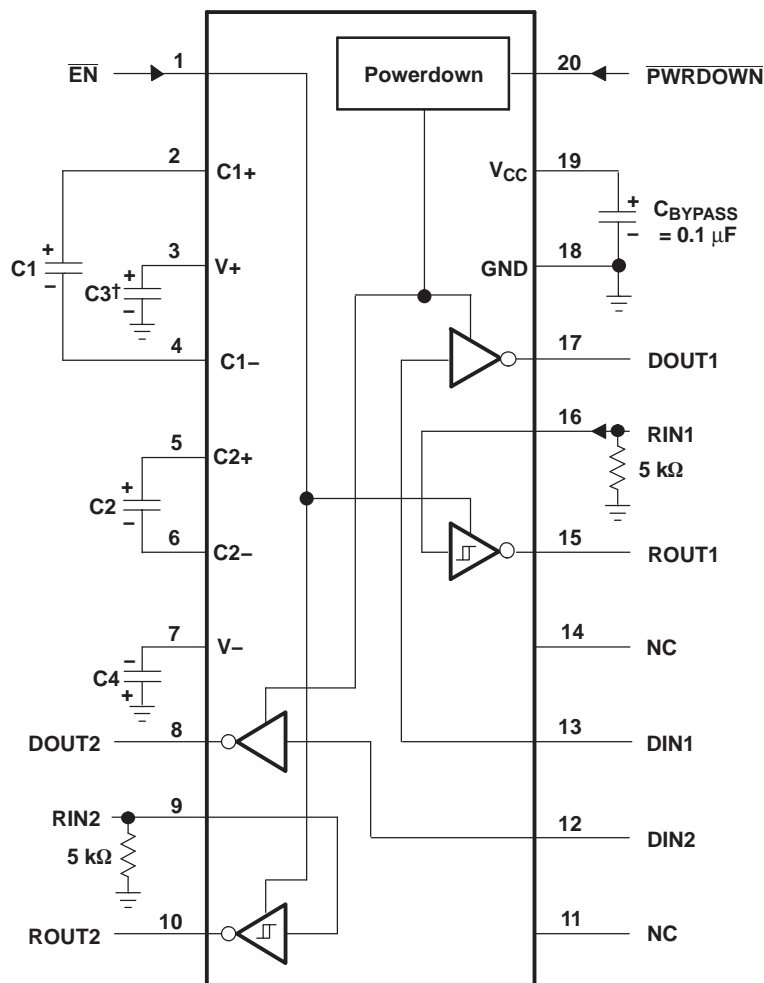 EN
1
Powerdown
20
PWRDOWN
2
C1+
VCC
19
+
CBYPASS
−
= 0.1 μF
C1
+
−
3
V+
+
C3†
−
GND
18
4
C1−
17
DOUT1
16
RIN1
5 kΩ
5
C2+
+
C2
−
6
C2−
15
ROUT1
7
V−
−
C4
+
14
NC
DOUT2
8
13
DIN1
RIN2
9
5 kΩ
12
DIN2
ROUT2
10
11
NC